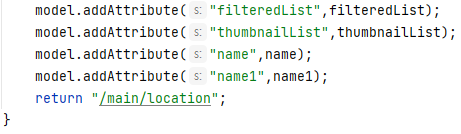 model.addAttribute( s: "filteredList",filteredList);
model.addAttribute( s: "thumbnailList",thumbnailList);
model.addAttribute( s: "name",name);
model.addAttribute( s: "name1",name1);
return "/main/location";
}